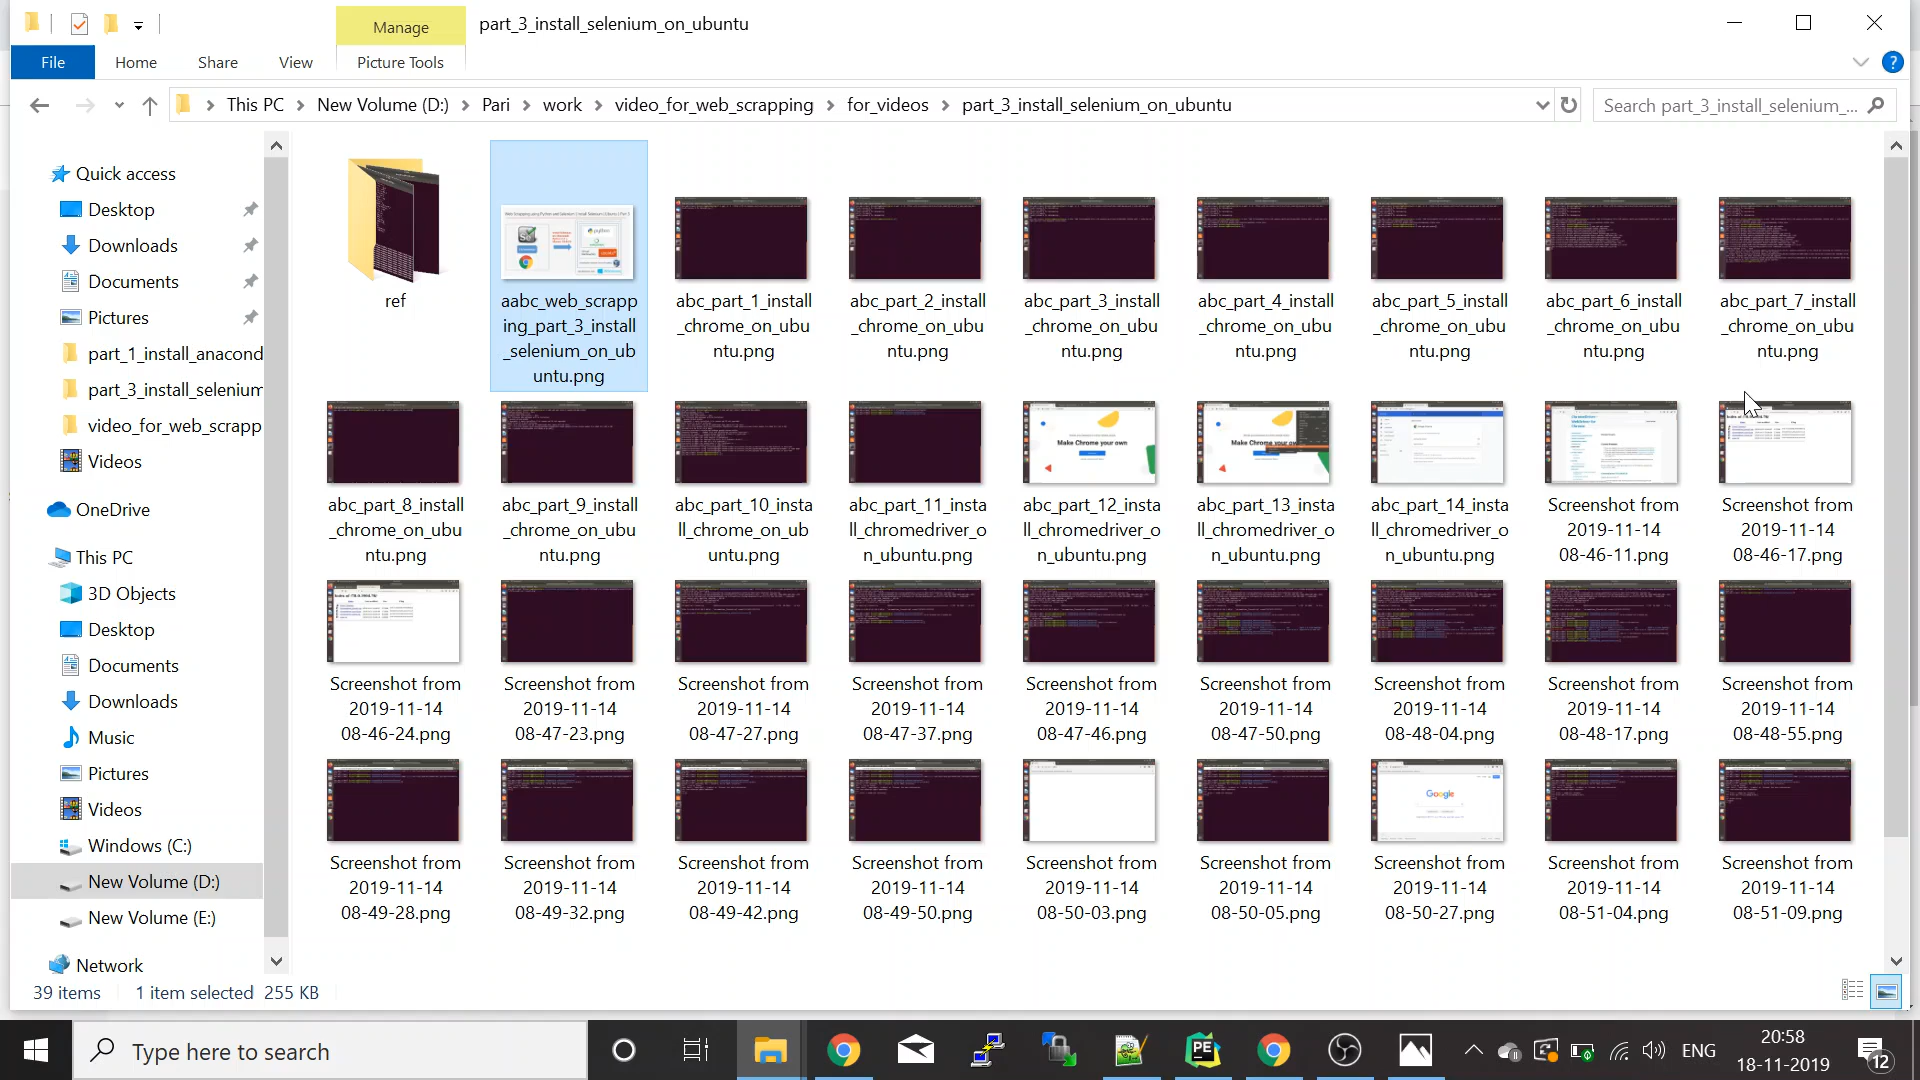 Manage
part_3_install_selenium_on_ubuntu
File
Home
Share
View
Picture Tools
This PC
New Volume (D:)
Pari
work
video_for_web_scrapping
for_videos
part_3_install_selenium_on_ubuntu
Search part_3_install_selenium_...
Quick access
Desktop
Downloads
Documents
Pictures
part_1_install_anacond
part_3_install_selenium
video_for_web_scrapp
Videos
OneDrive
This PC
3D Objects
Desktop
Documents
Downloads
Music
Pictures
Videos
Windows (C:)
New Volume (D:)
New Volume (E:)
Network
ref
aabc_web_scrapp
ing_part_3_install
_selenium_on_ub
untu.png
abc_part_1_install
_chrome_on_ubu
ntu.png
abc_part_2_install
_chrome_on_ubu
ntu.png
abc_part_3_install
_chrome_on_ubu
ntu.png
abc_part_4_install
_chrome_on_ubu
ntu.png
abc_part_5_install
_chrome_on_ubu
ntu.png
abc_part_6_install
_chrome_on_ubu
ntu.png
abc_part_7_install
_chrome_on_ubu
ntu.png
Make Chrome your own
Make Chrome your own
abc_part_8_install
_chrome_on_ubu
ntu.png
abc_part_9_install
_chrome_on_ubu
ntu.png
abc_part_10_insta
ll_chrome_on_ub
untu.png
abc_part_11_insta
ll_chromedriver_o
n_ubuntu.png
abc_part_12_insta
ll_chromedriver_o
n_ubuntu.png
abc_part_13_insta
ll_chromedriver_o
n_ubuntu.png
abc_part_14_insta
ll_chromedriver_o
n_ubuntu.png
Screenshot from
2019-11-14
08-46-11.png
Screenshot from
2019-11-14
08-46-17.png
Screenshot from
2019-11-14
08-46-24.png
Screenshot from
2019-11-14
08-47-23.png
Screenshot from
2019-11-14
08-47-27.png
Screenshot from
2019-11-14
08-47-37.png
Screenshot from
2019-11-14
08-47-46.png
Screenshot from
2019-11-14
08-47-50.png
Screenshot from
2019-11-14
08-48-04.png
Screenshot from
2019-11-14
08-48-17.png
Screenshot from
2019-11-14
08-48-55.png
Google
Screenshot from
2019-11-14
08-49-28.png
Screenshot from
2019-11-14
08-49-32.png
Screenshot from
2019-11-14
08-49-42.png
Screenshot from
2019-11-14
08-49-50.png
Screenshot from
2019-11-14
08-50-03.png
Screenshot from
2019-11-14
08-50-05.png
Screenshot from
2019-11-14
08-50-27.png
Screenshot from
2019-11-14
08-51-04.png
Screenshot from
2019-11-14
08-51-09.png
39 items
1 item selected 255 KB
Type here to search
PE
ENG
20:58
18-11-2019
12